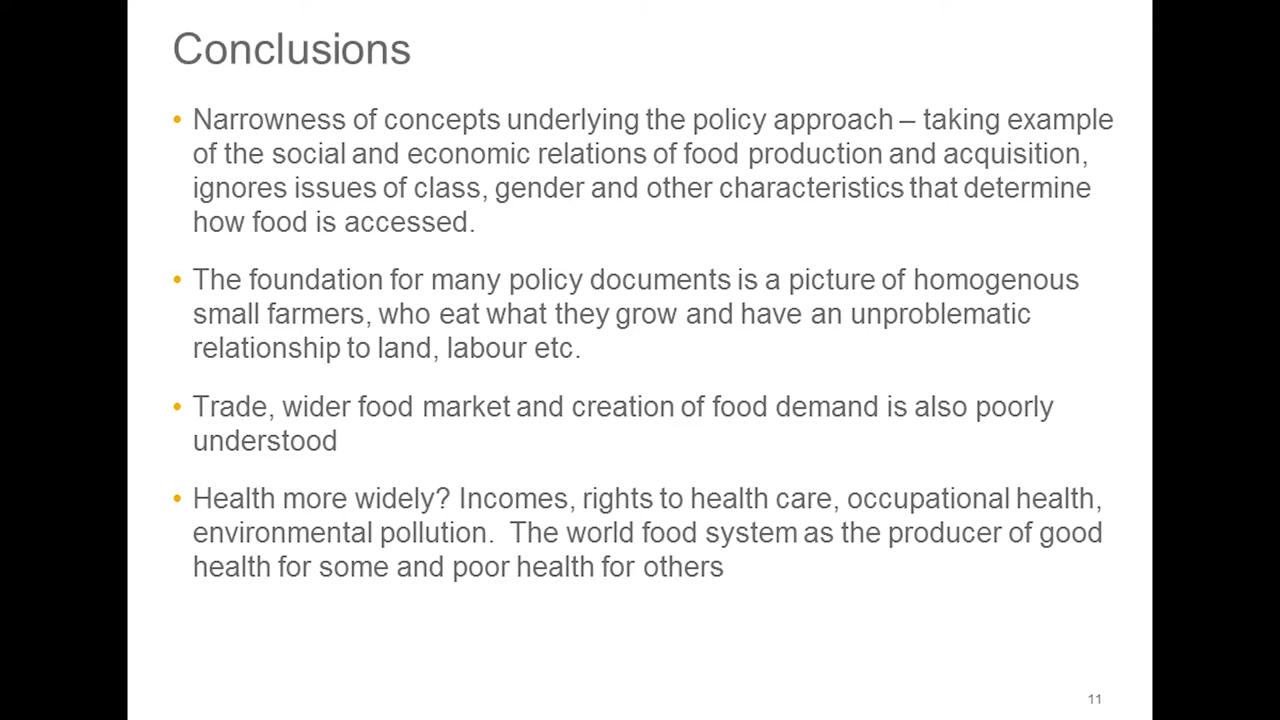 Conclusions
• Narrowness of concepts underlying the policy approach – taking example
of the social and economic relations of food production and acquisition,
ignores issues of class, gender and other characteristics that determine
how food is accessed.
• The foundation for many policy documents is a picture of homogenous
small farmers, who eat what they grow and have an unproblematic
relationship to land, labour etc.
• Trade, wider food market and creation of food demand is also poorly
understood
• Health more widely? Incomes, rights to health care, occupational health,
environmental pollution.  The world food system as the producer of good
health for some and poor health for others
11